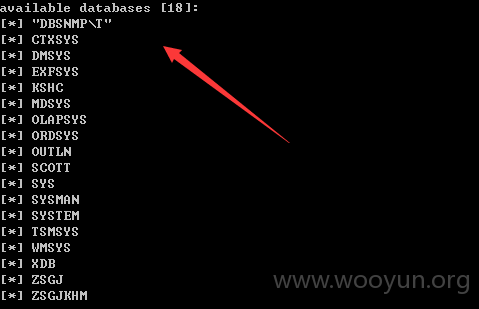 available databases [18]:
[*] "DBSNMP\T"
[*] CTXSYS
[*] DMSYS
[*] EXFSYS
[*] KSHC
[*] MDSYS
[*] OLAPSYS
[*] ORDSYS
[*] OUTLN
[*] SCOTT
[*] SYS
[*] SYSMAN
[*] SYSTEM
[*] TSMSYS
[*] WMSYS
[*] XDB
[*] ZSGJ
[*] ZSGJKHM
www.wooyun.org